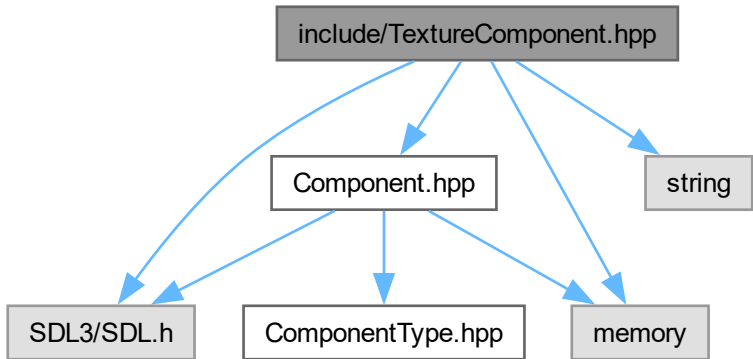 include/TextureComponent.hpp
Component.hpp
string
SDL3/SDL.h
ComponentType.hpp
memory